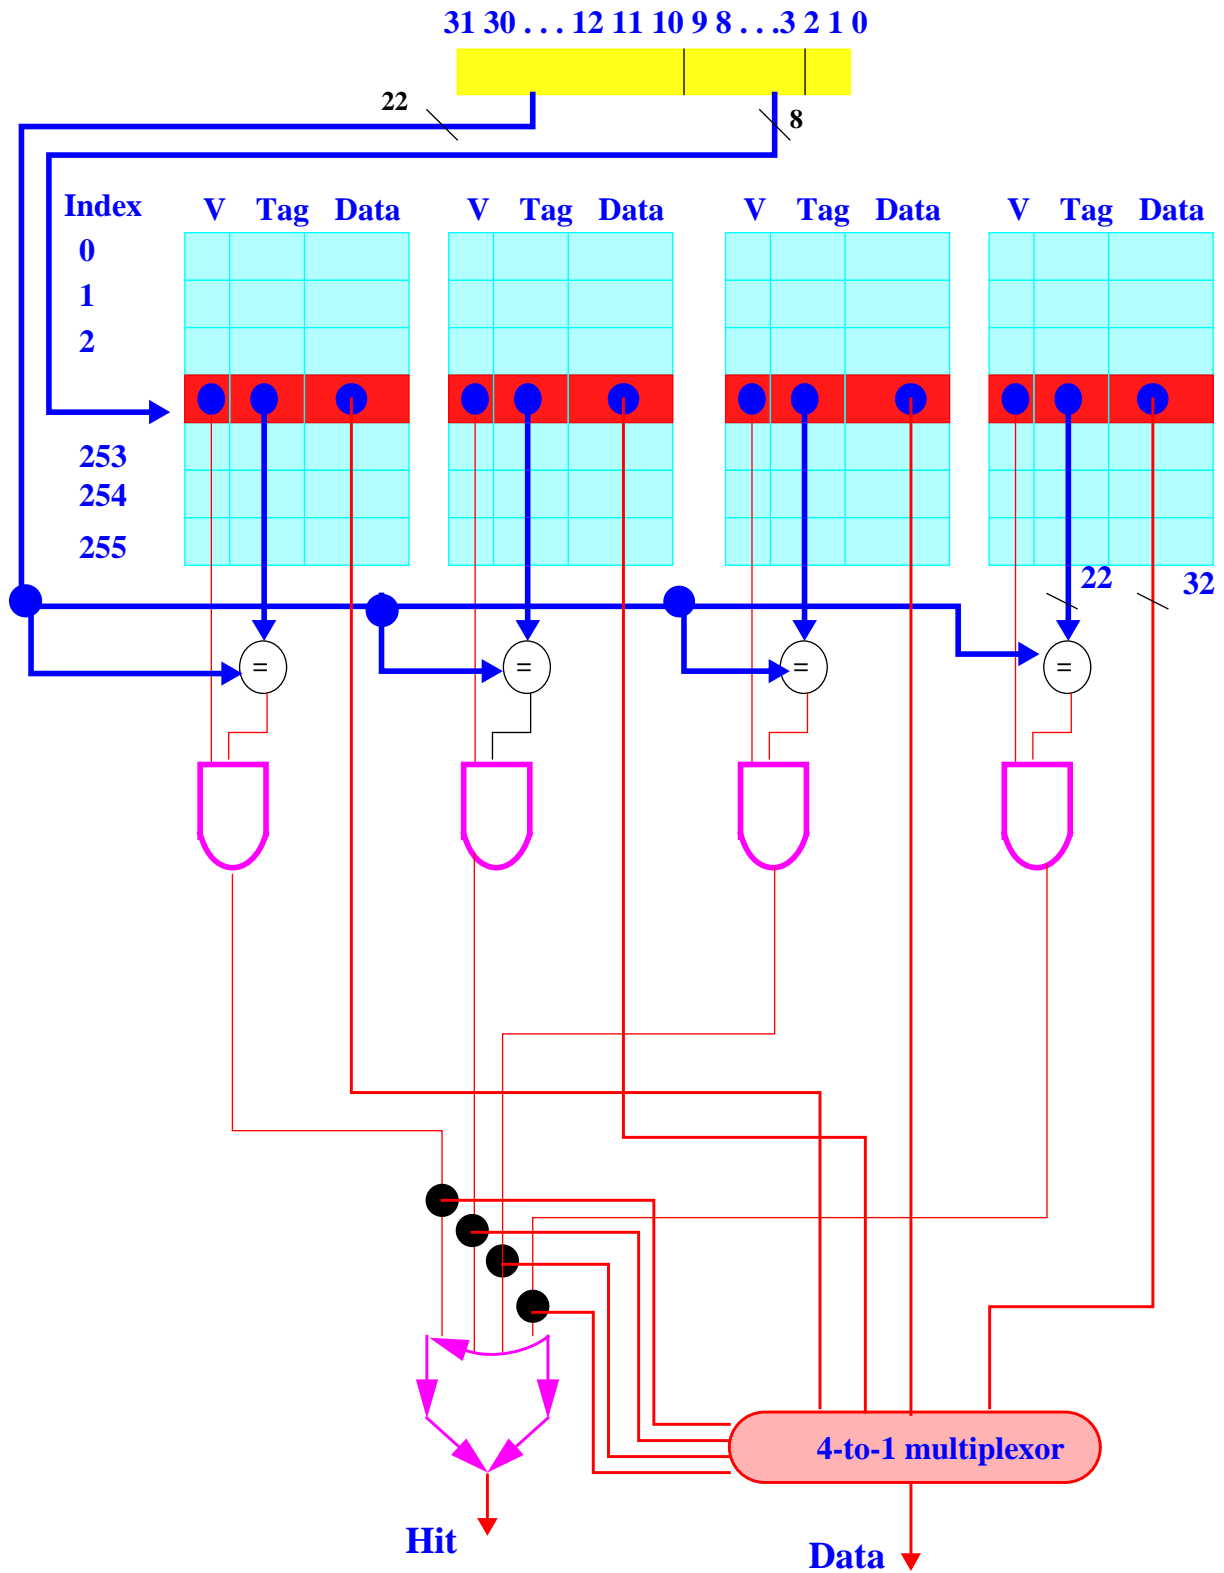 31 30 . . . 12 11 10 9 8 . . .3 2 1 0
22
8
Index V Tag Data V Tag Data V Tag Data V Tag Data
0
1
2
253
254
255
22 32
= = = =
4-to-1 multiplexor
Hit
Data